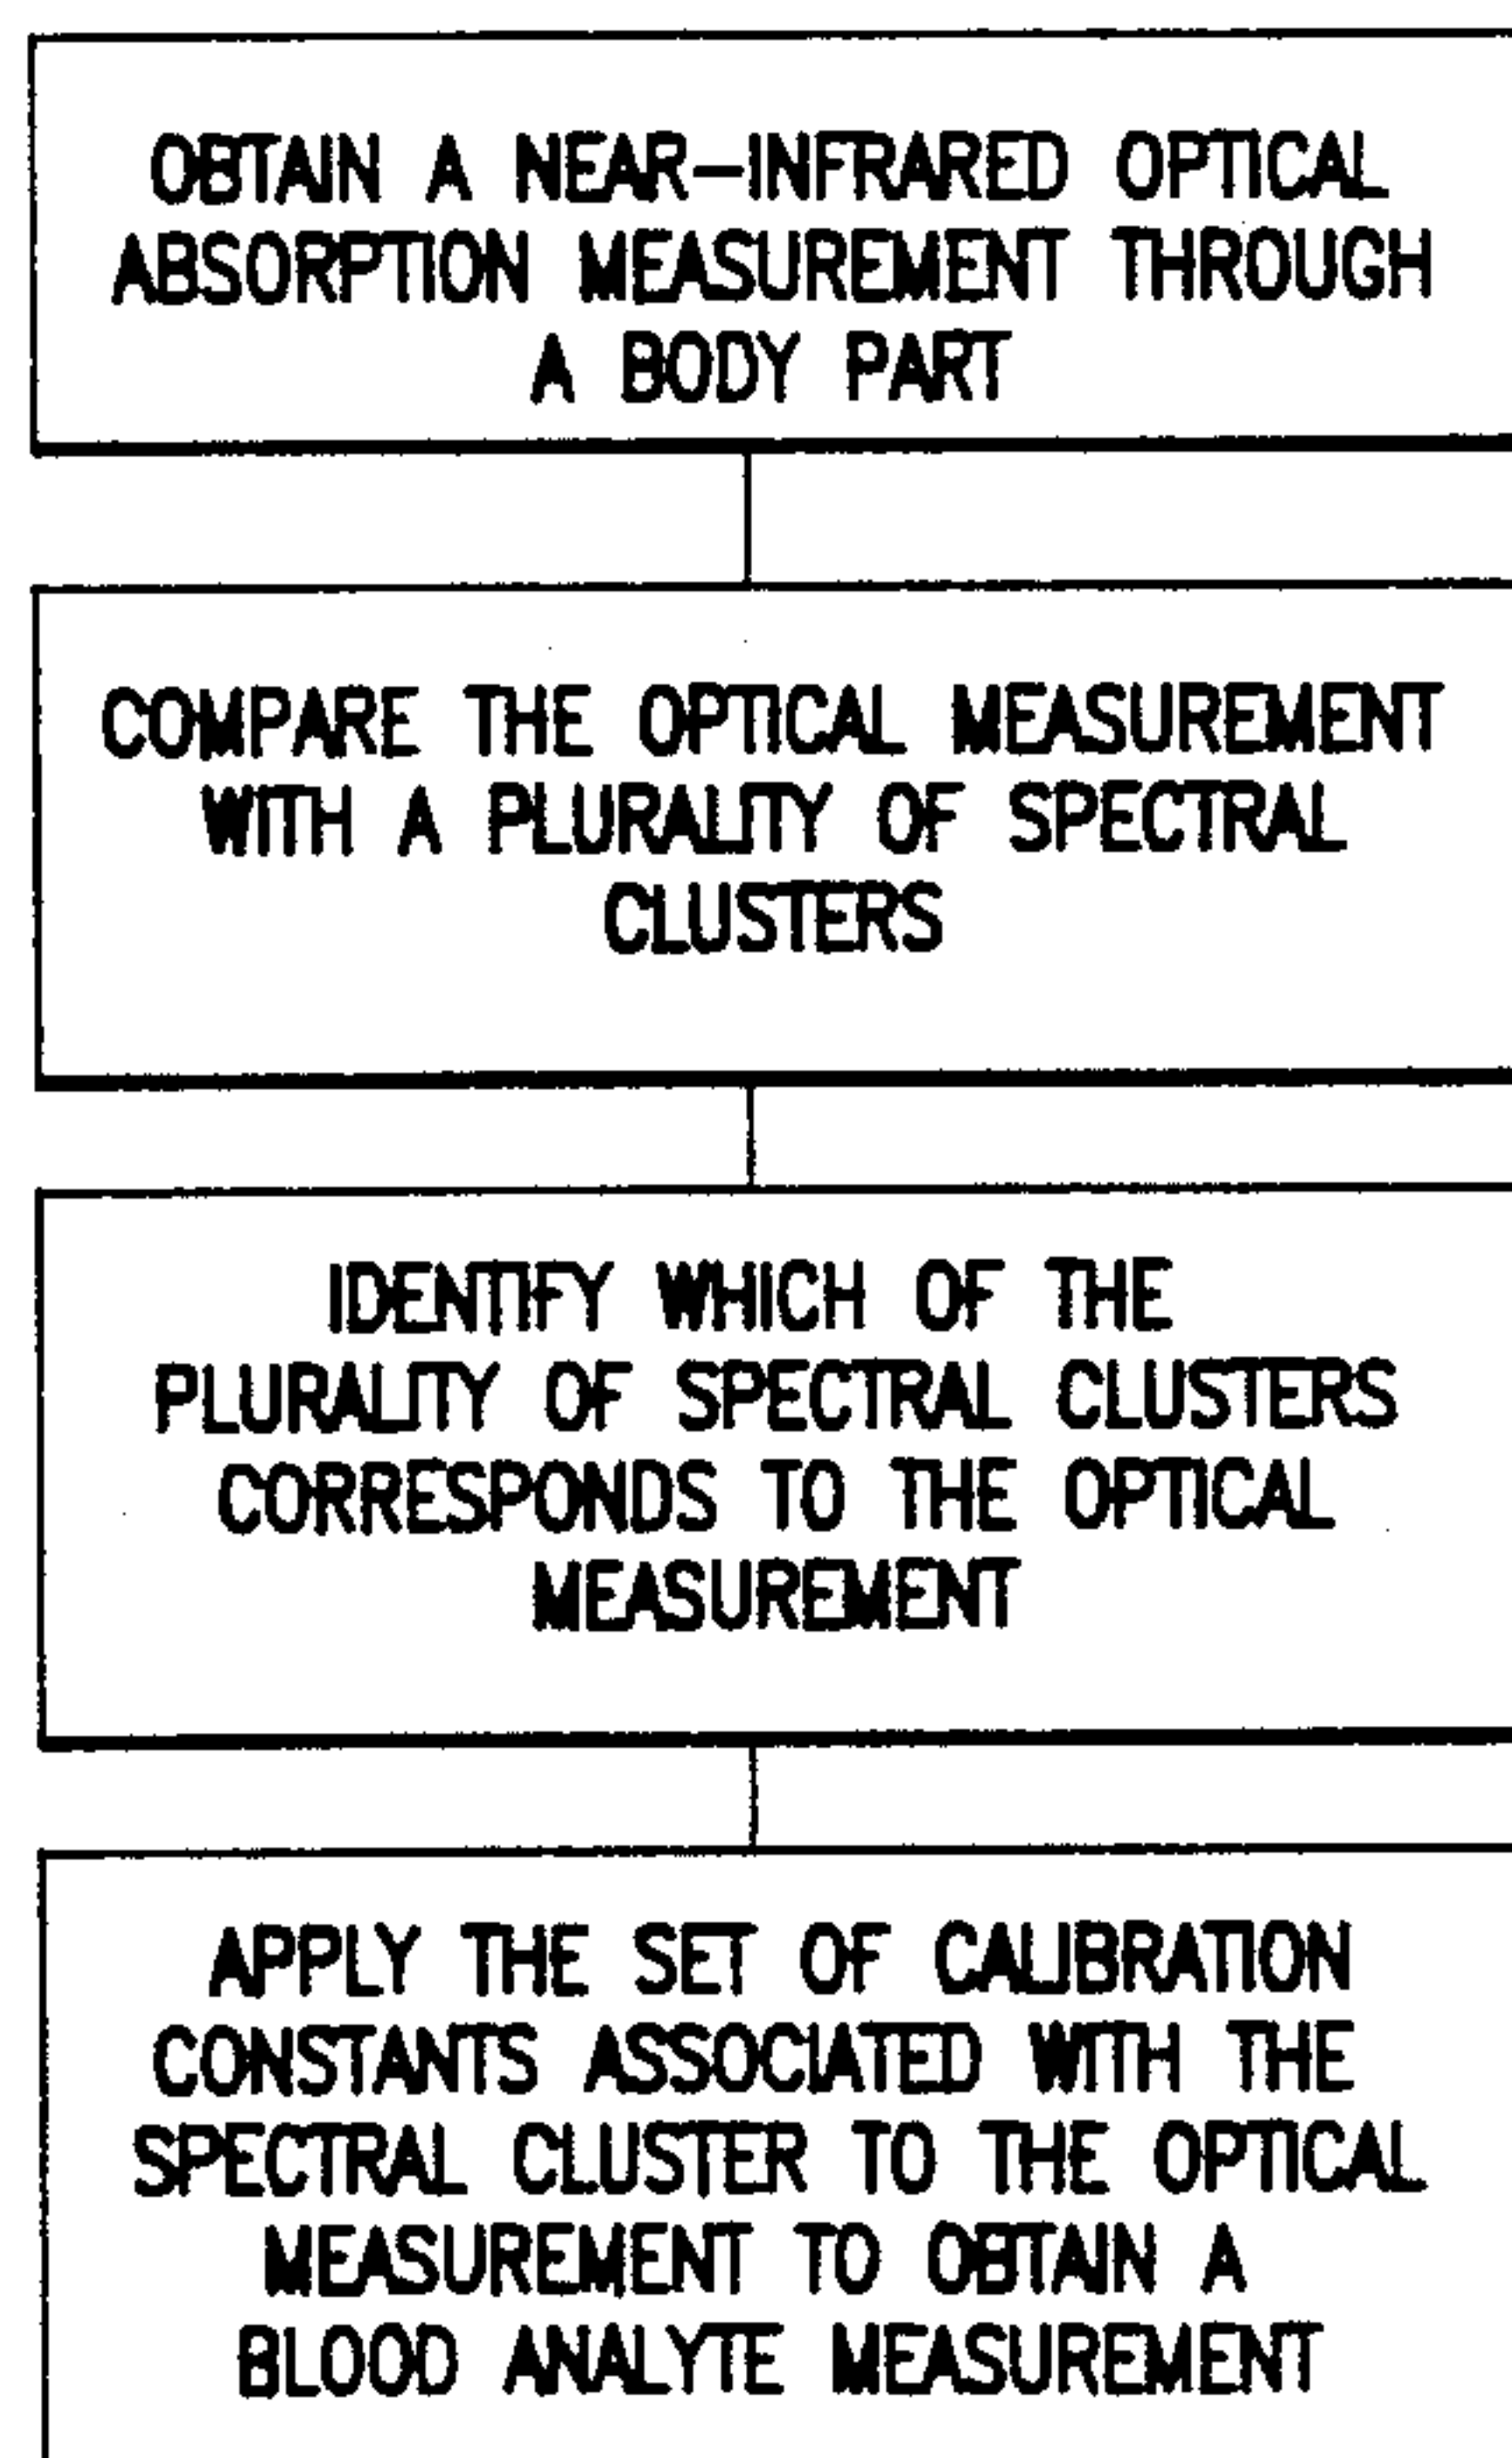 OBTAIN A NEAR-INFRARED OPTICAL
ABSORPTION MEASUREMENT THROUGH
A BODY PART
COMPARE THE OPTICAL MEASUREMENT
WITH A PLURALITY OF SPECTRAL
CLUSTERS
IDENTIFY WHICH OF THE
PLURALITY OF SPECTRAL CLUSTERS
CORRESPONDS TO THE OPTICAL
MEASUREMENT
APPLY THE SET OF CALIBRATION
CONSTANTS ASSOCIATED WITH THE
SPECTRAL CLUSTER TO THE OPTICAL
MEASUREMENT TO OBTAIN A
BLOOD ANALYTE MEASUREMENT